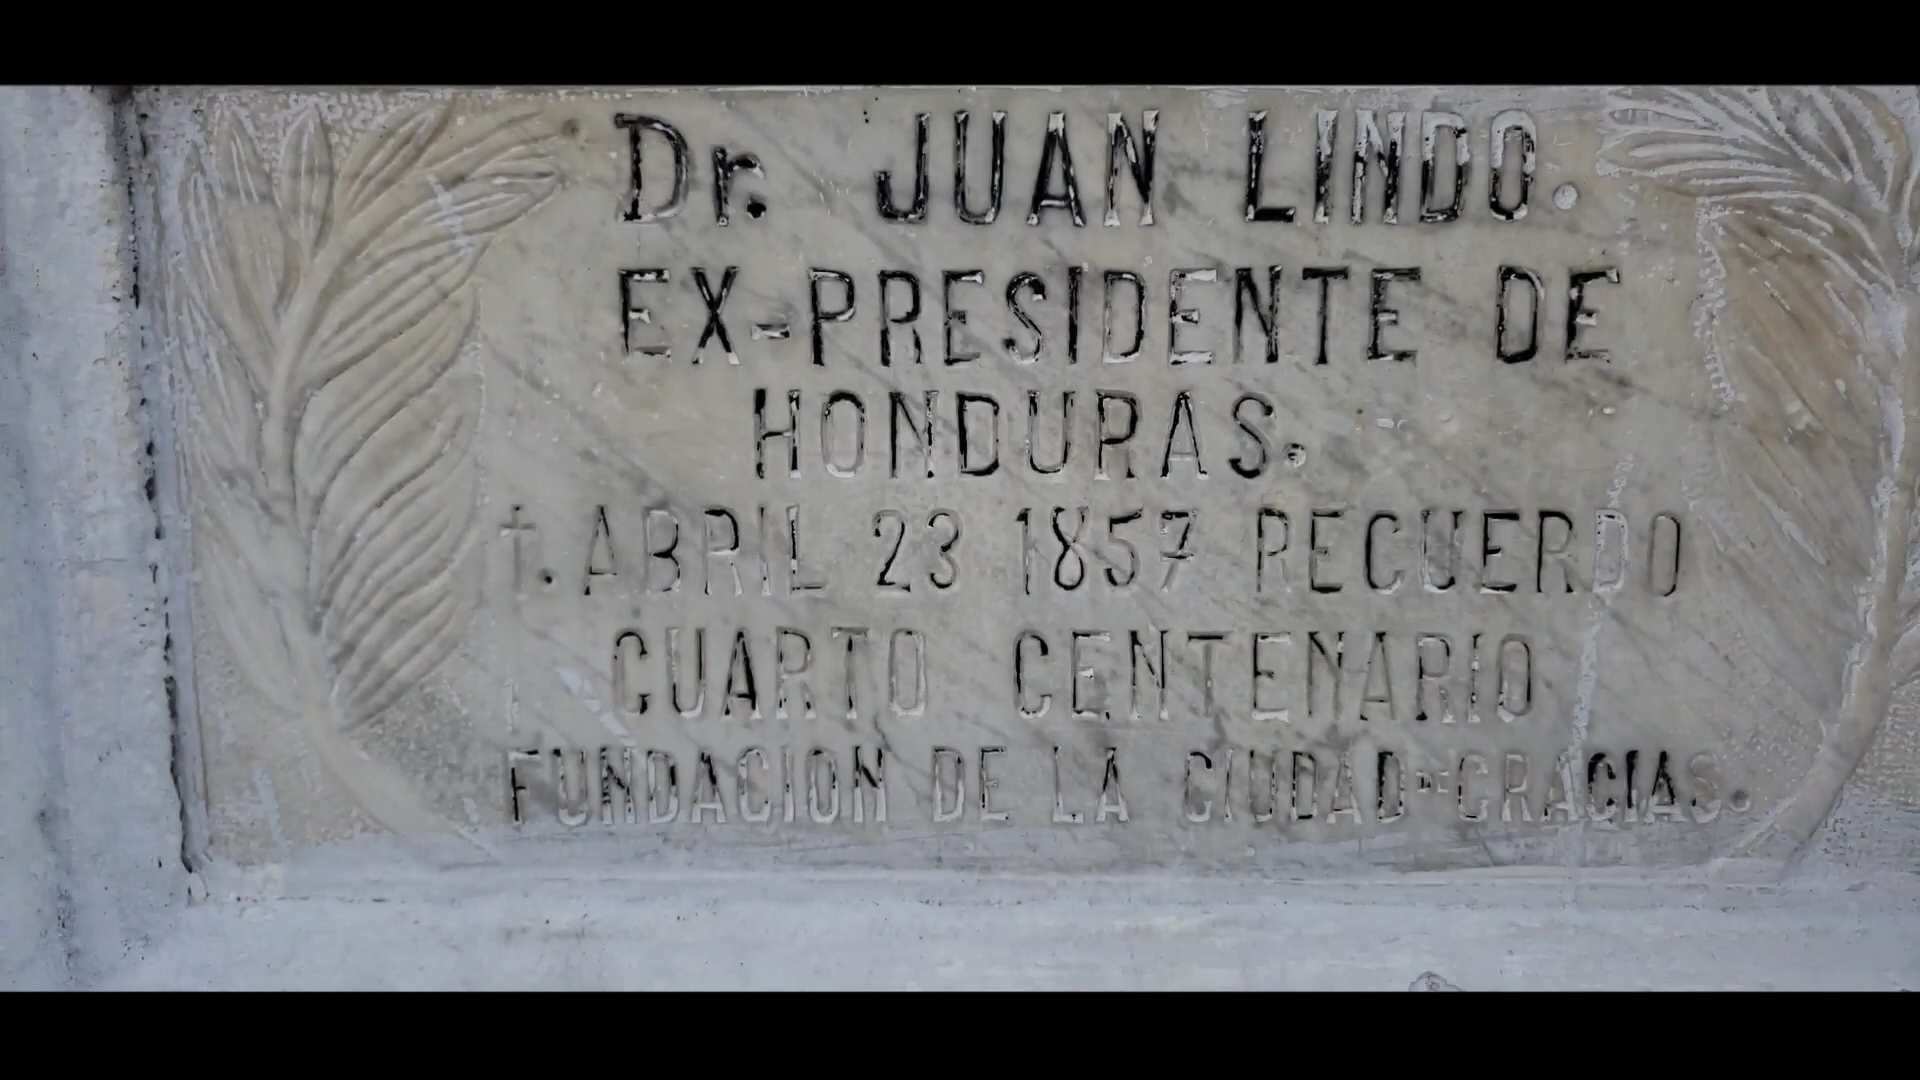 Dr. JUAN LINDO.
EX-PRESIDENTE DE
HONDURAS.
†. ABRIL 23 1857 RECUERDO
CUARTO CENTENARIO
FUNDACION DE LA CIUDAD-GRACIAS.